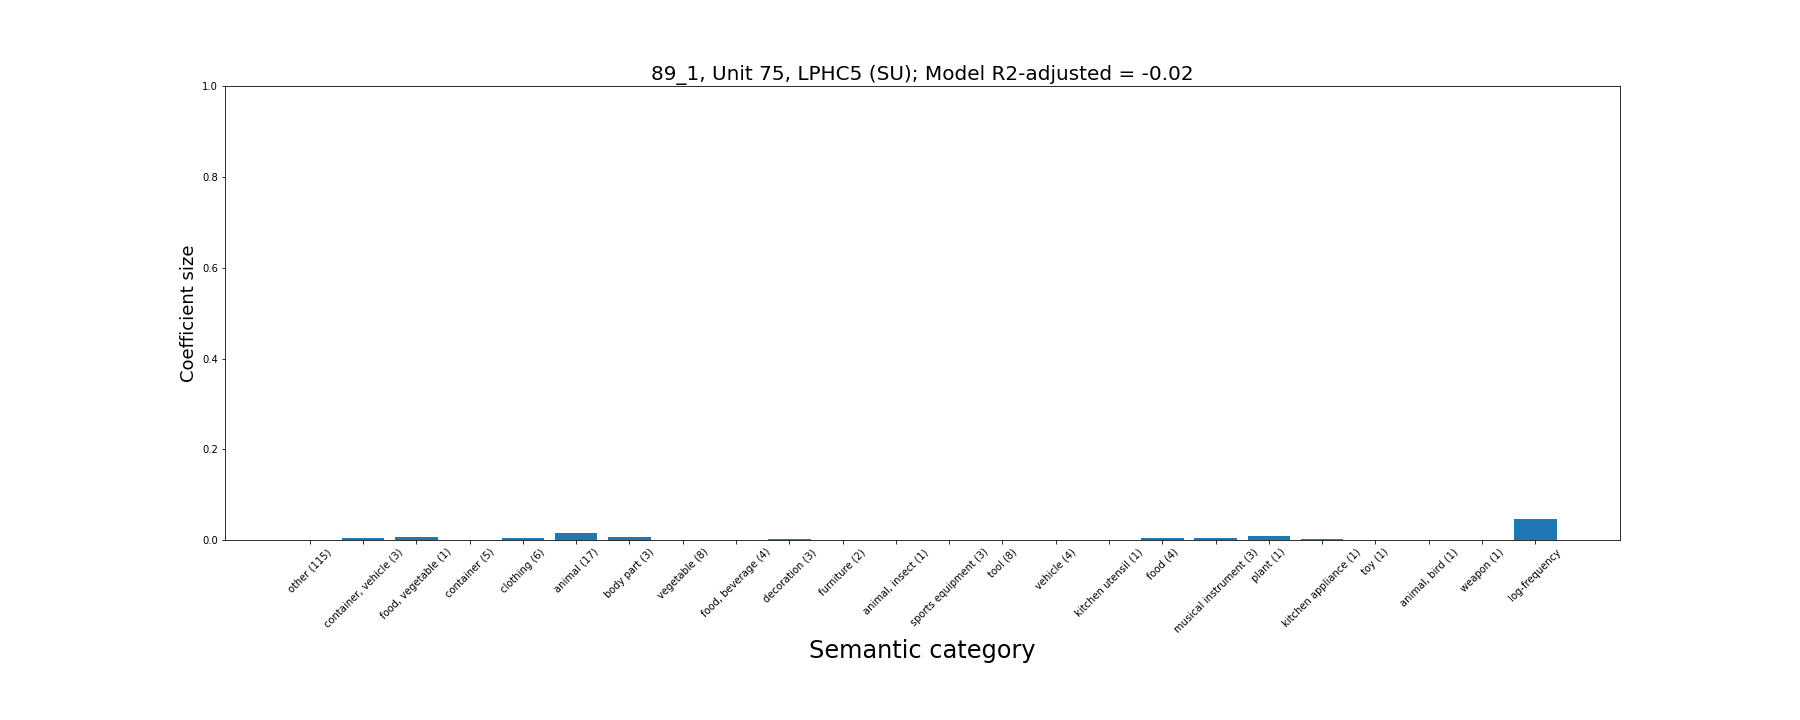 89_1, Unit 75, LPHC5 (SU); Model R2-adjusted = -0.02
Coefficient size
1.0
0.8
0.6
0.4
0.2
0.0
other (115)
container, vehicle (3)
food, vegetable (1)
container (5)
clothing (6)
animal (17)
body part (3)
vegetable (8)
food, beverage (4)
decoration (3)
furniture (2)
animal, insect (1)
sports equipment (3)
tool (8)
vehicle (4)
kitchen utensil (1)
food (4)
musical instrument (3)
plant (1)
kitchen appliance (1)
toy (1)
animal, bird (1)
weapon (1)
log-frequency
Semantic category